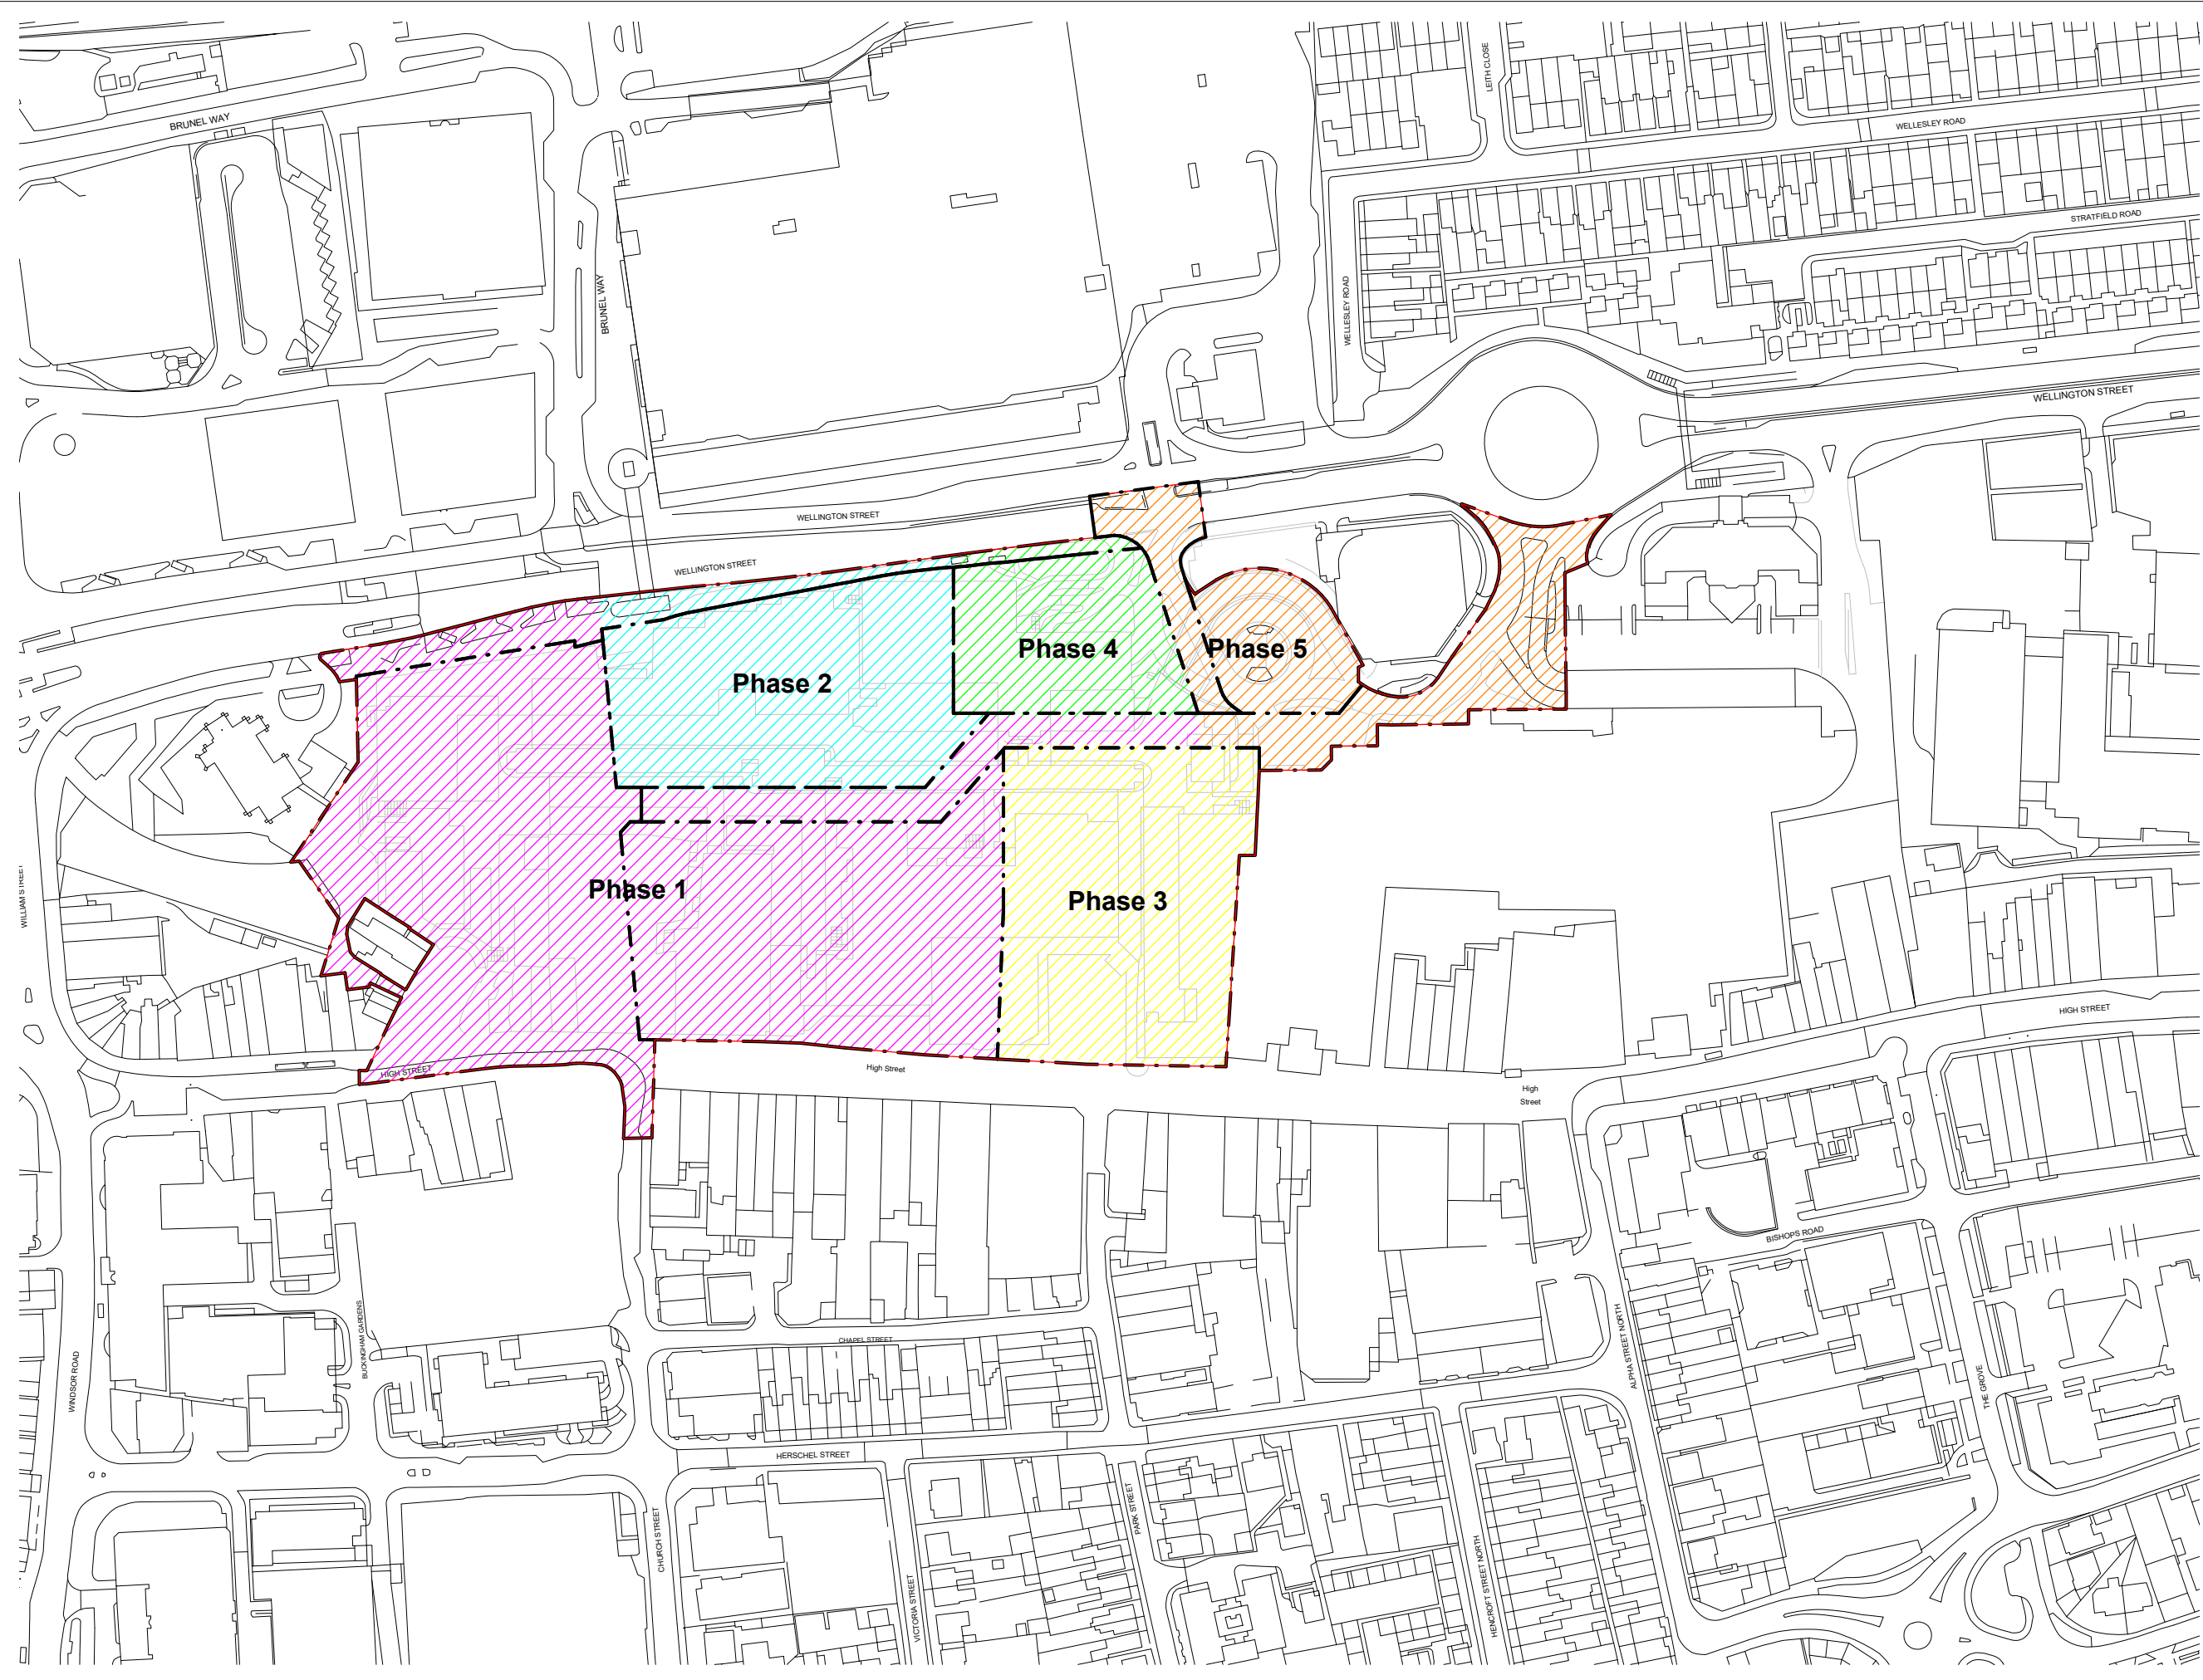 LEITH CLOSE
BRUNEL WAY
WELLESLEY ROAD
STRATFIELD ROAD
BRUNEL WAY
WELLESLEY ROAD
WELLINGTON STREET
WELLINGTON STREET
WELLINGTON STREET
Phase 4
Phase 5
Phase 2
Phase 1
Phase 3
WILLIAM STREET
HIGH STREET
High Street
HIGH STREET
High
Street
BISHOPS ROAD
BUCKINGHAM GARDENS
CHAPEL STREET
ALPHA STREET NORTH
WINDSOR ROAD
THE GROVE
HERSCHEL STREET
PARK STREET
CHURCH STREET
VICTORIA STREET
HENCROFT STREET NORTH